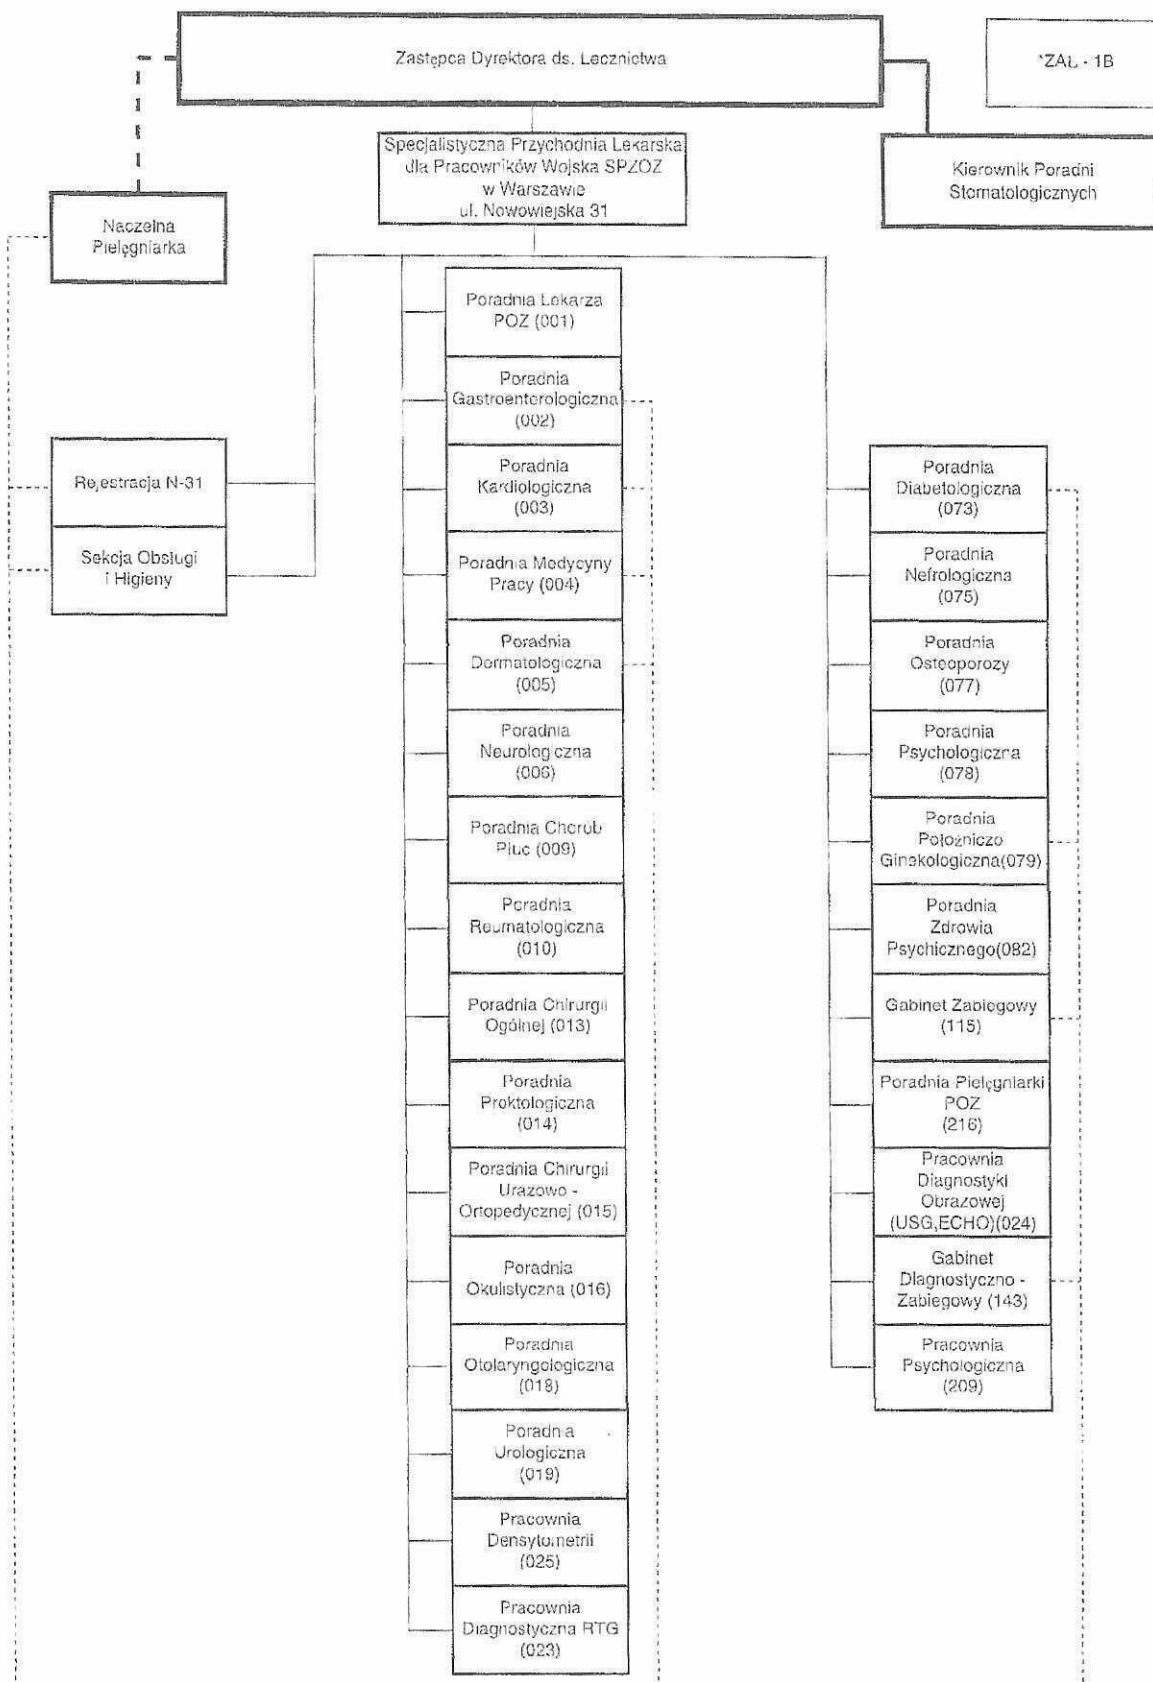 Zastępca Dyrektora ds. Lecznictwa
*ZAŁ - 1B
Specjalistyczna Przychodnia Lekarska
dla Pracowników Wojska SPZOZ
w Warszawie
ul. Nowowiejska 31
Kierownik Poradni
Stomatologicznych
Naczelna
Pielęgniarka
Rejestracja N-31
Sekcja Obsługi
i Higieny
Poradnia Lekarza
POZ (001)
Poradnia
Gastroenterologiczna
(002)
Poradnia
Kardiologiczna
(003)
Poradnia Medycyny
Pracy (004)
Poradnia
Dermatologiczna
(005)
Poradnia
Neurologiczna
(006)
Poradnia Chorób
Płuc (009)
Poradnia
Reumatologiczna
(010)
Poradnia Chirurgii
Ogólnej (013)
Poradnia
Proktologiczna
(014)
Poradnia Chirurgii
Urazowo -
Ortopedycznej (015)
Poradnia
Okulistyczna (016)
Poradnia
Otolaryngologiczna
(018)
Poradnia
Urologiczna
(019)
Pracownia
Densytometrii
(025)
Pracownia
Diagnostyczna RTG
(023)
Poradnia
Diabetologiczna
(073)
Poradnia
Nefrologiczna
(075)
Poradnia
Osteoporozy
(077)
Poradnia
Psychologiczna
(078)
Poradnia
Położniczo
Ginekologiczna(079)
Poradnia
Zdrowia
Psychicznego(082)
Gabinet Zabiegowy
(115)
Poradnia Pielęgniarki
POZ
(216)
Pracownia
Diagnostyki
Obrazowej
(USG,ECHO)(024)
Gabinet
Diagnostyczno -
Zabiegowy (143)
Pracownia
Psychologiczna
(209)